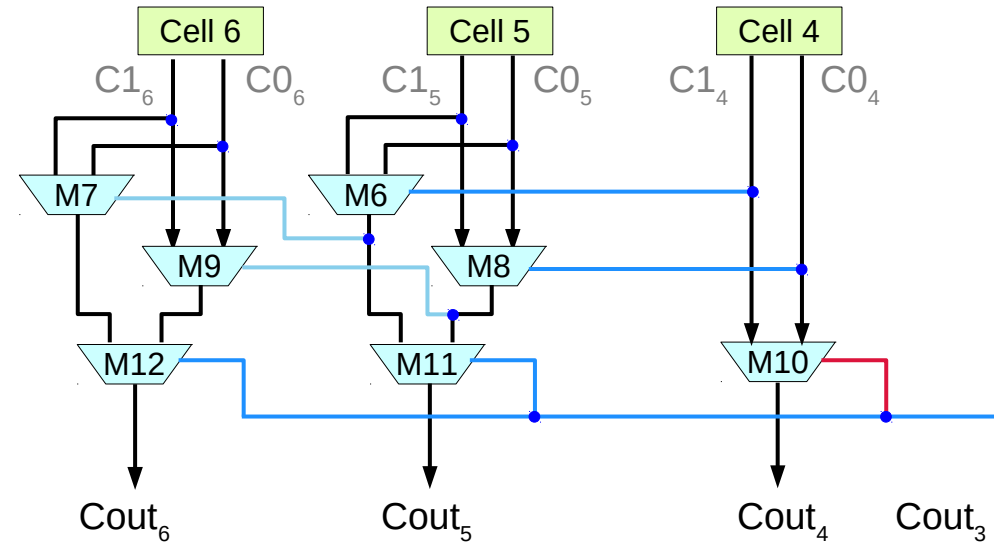 Cell 6
Cell 5
Cell 4
C1₆
C0₆
C1₅
C0₅
C1₄
C0₄
M7
M6
M9
M8
M12
M11
M10
Cout₆
Cout₅
Cout₄
Cout₃